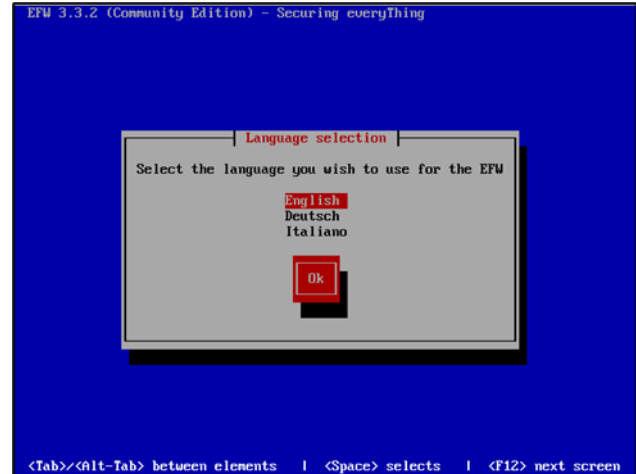 EFW 3.3.2 (Community Edition) - Securing everyThing
Language selection
Select the language you wish to use for the EFW
English
Deutsch
Italiano
Ok
<Tab>/<Alt-Tab> between elements | <Space> selects | <F12> next screen